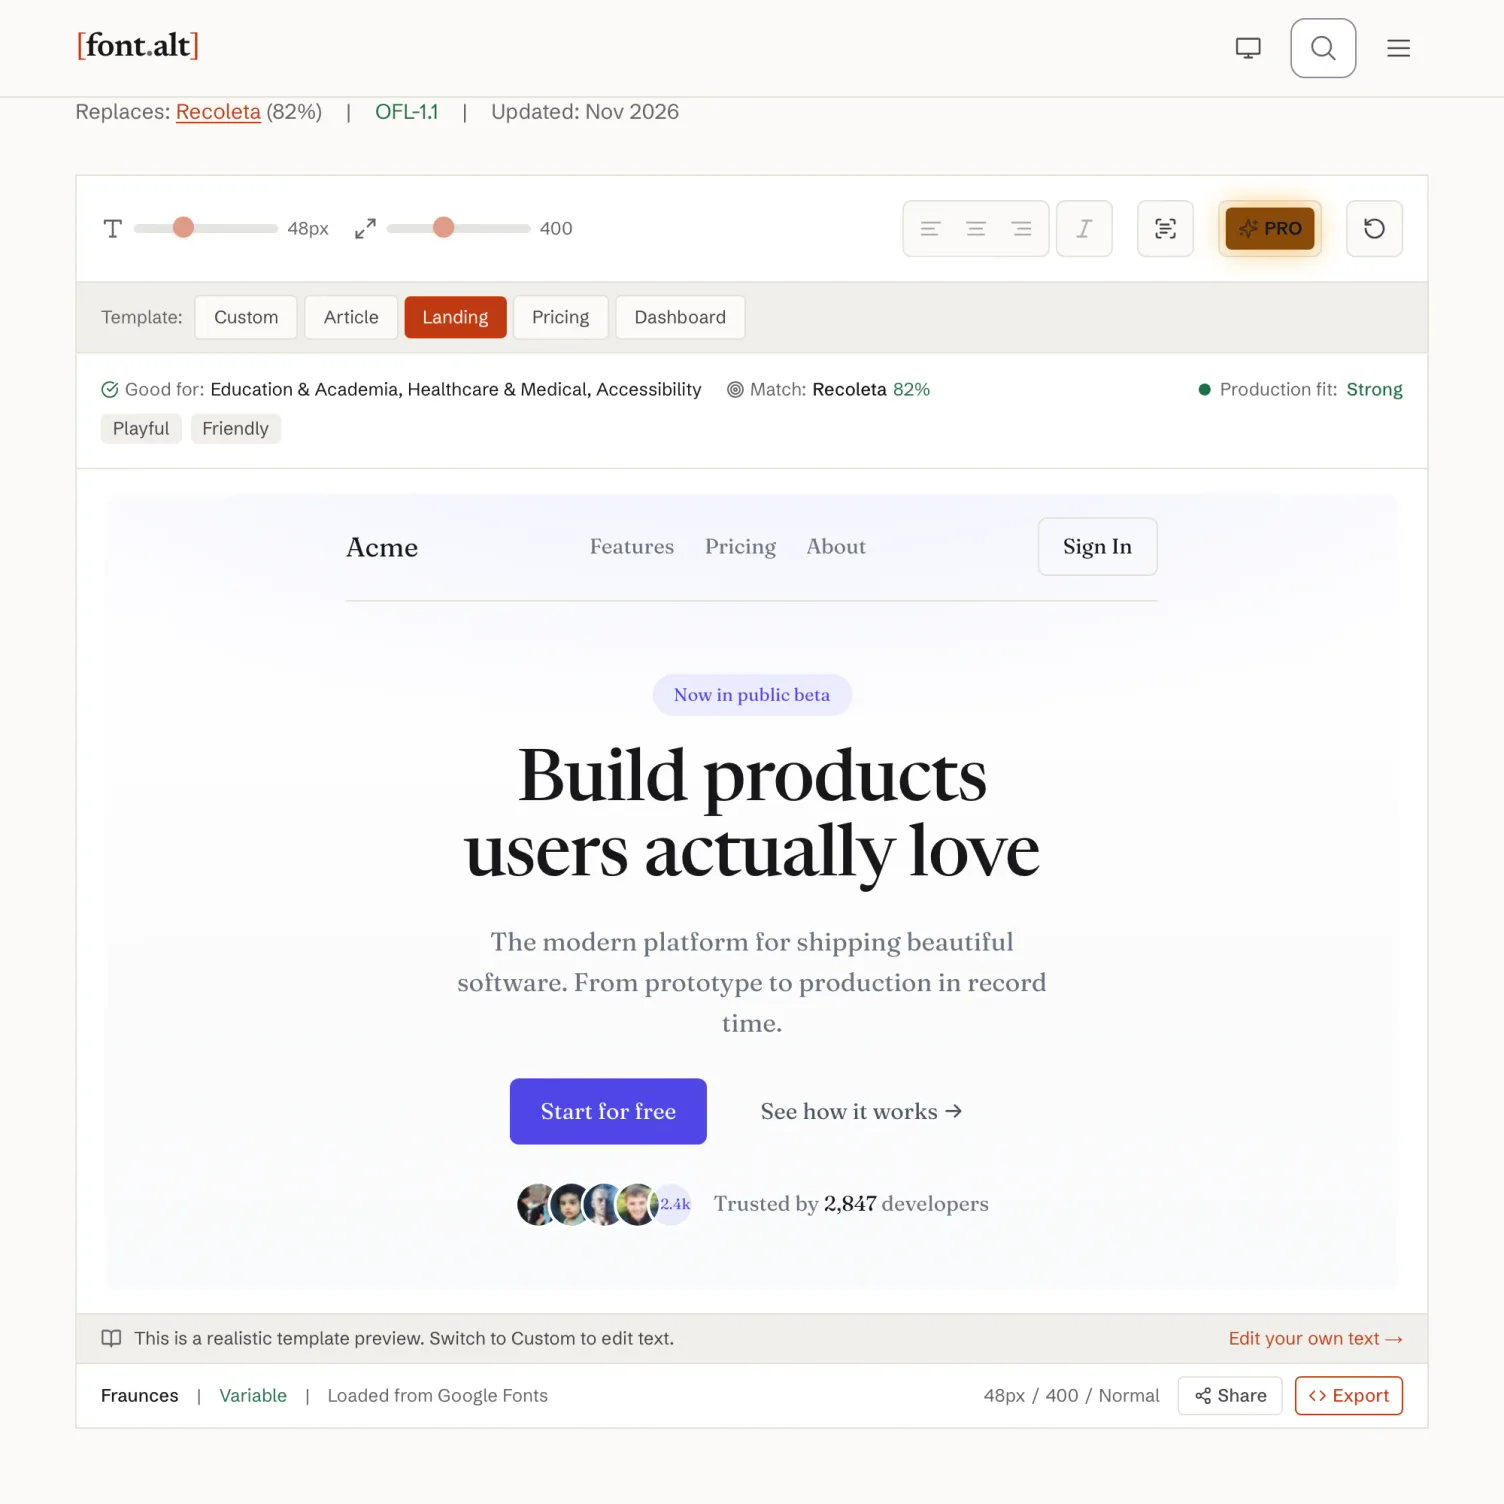 [font.alt]
Replaces: Recoleta (82%) | OFL-1.1 | Updated: Nov 2026
48px 400 PRO
Template: Custom Article Landing Pricing Dashboard
Good for: Education & Academia, Healthcare & Medical, Accessibility Match: Recoleta 82% Production fit: Strong
Playful Friendly
Acme Features Pricing About Sign In
Now in public beta
Build products
users actually love
The modern platform for shipping beautiful
software. From prototype to production in record
time.
Start for free See how it works →
2.4k Trusted by 2,847 developers
This is a realistic template preview. Switch to Custom to edit text. Edit your own text →
Fraunces | Variable | Loaded from Google Fonts 48px / 400 / Normal Share <> Export